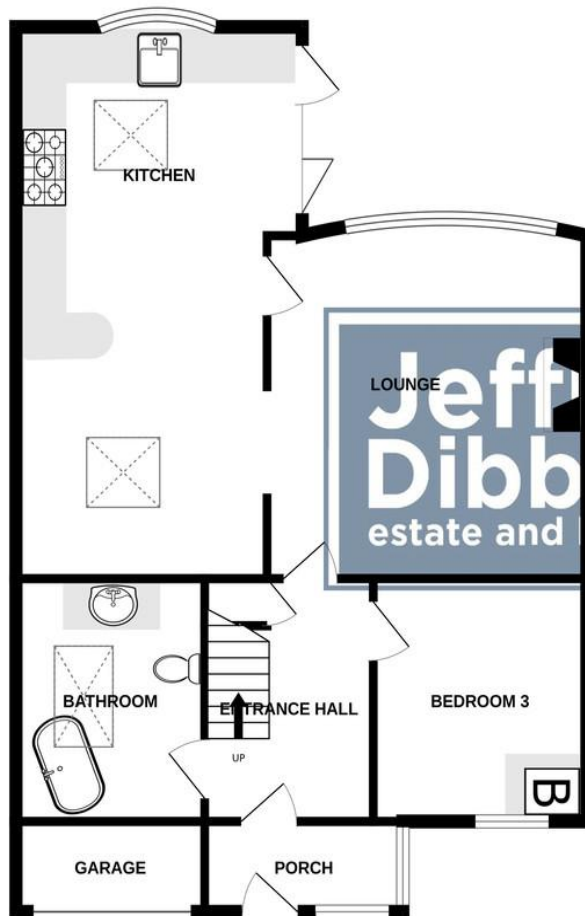 KITCHEN
LOUNGE
Jeff
Dibb
estate and
BATHROOM
ENTRANCE HALL
BEDROOM 3
UP
B
GARAGE
PORCH